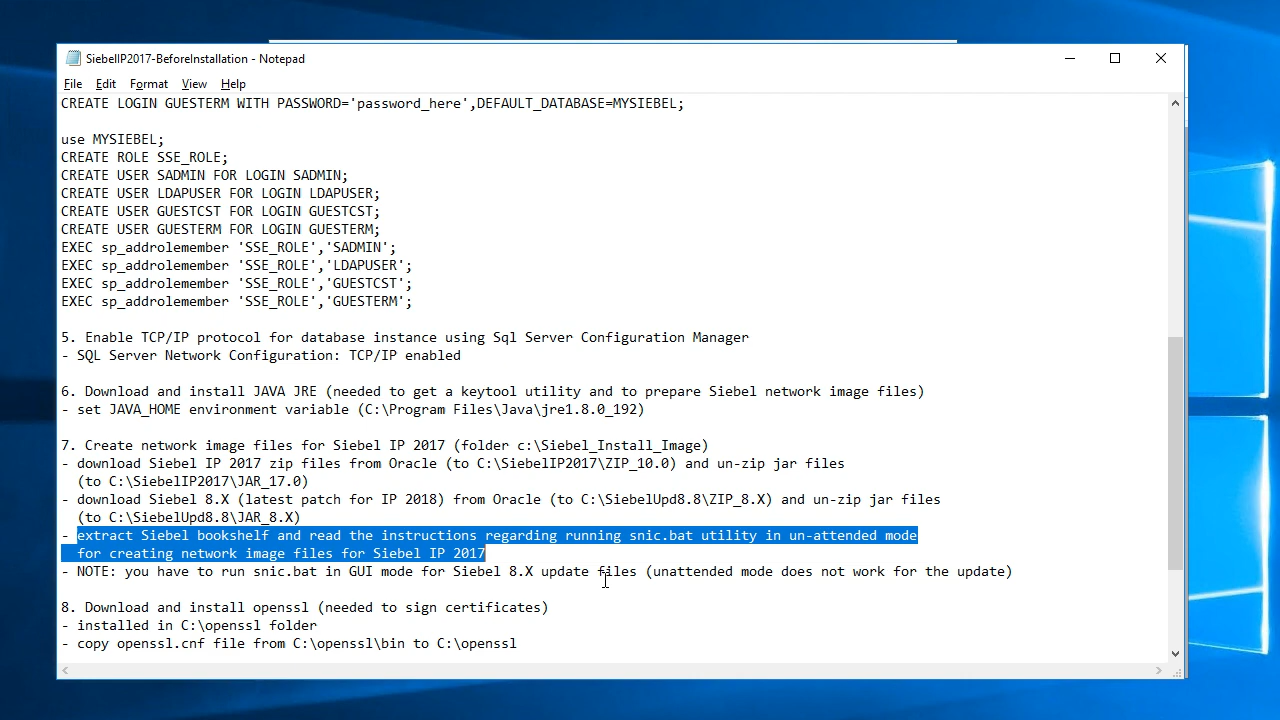 SiebelIP2017-BeforeInstallation - Notepad
File Edit Format View Help
CREATE LOGIN GUESTERM WITH PASSWORD='password_here',DEFAULT_DATABASE=MYSIEBEL;
use MYSIEBEL;
CREATE ROLE SSE_ROLE;
CREATE USER SADMIN FOR LOGIN SADMIN;
CREATE USER LDAPUSER FOR LOGIN LDAPUSER;
CREATE USER GUESTCST FOR LOGIN GUESTCST;
CREATE USER GUESTERM FOR LOGIN GUESTERM;
EXEC sp_addrolemember 'SSE_ROLE','SADMIN';
EXEC sp_addrolemember 'SSE_ROLE','LDAPUSER';
EXEC sp_addrolemember 'SSE_ROLE','GUESTCST';
EXEC sp_addrolemember 'SSE_ROLE','GUESTERM';
5. Enable TCP/IP protocol for database instance using Sql Server Configuration Manager
- SQL Server Network Configuration: TCP/IP enabled
6. Download and install JAVA JRE (needed to get a keytool utility and to prepare Siebel network image files)
- set JAVA_HOME environment variable (C:\Program Files\Java\jre1.8.0_192)
7. Create network image files for Siebel IP 2017 (folder c:\Siebel_Install_Image)
- download Siebel IP 2017 zip files from Oracle (to C:\SiebelIP2017\ZIP_10.0) and un-zip jar files
(to C:\SiebelIP2017\JAR_17.0)
- download Siebel 8.X (latest patch for IP 2018) from Oracle (to C:\SiebelUpd8.8\ZIP_8.X) and un-zip jar files
(to C:\SiebelUpd8.8\JAR_8.X)
- extract Siebel bookshelf and read the instructions regarding running snic.bat utility in un-attended mode
for creating network image files for Siebel IP 2017
- NOTE: you have to run snic.bat in GUI mode for Siebel 8.X update files (unattended mode does not work for the update)
8. Download and install openssl (needed to sign certificates)
- installed in C:\openssl folder
- copy openssl.cnf file from C:\openssl\bin to C:\openssl